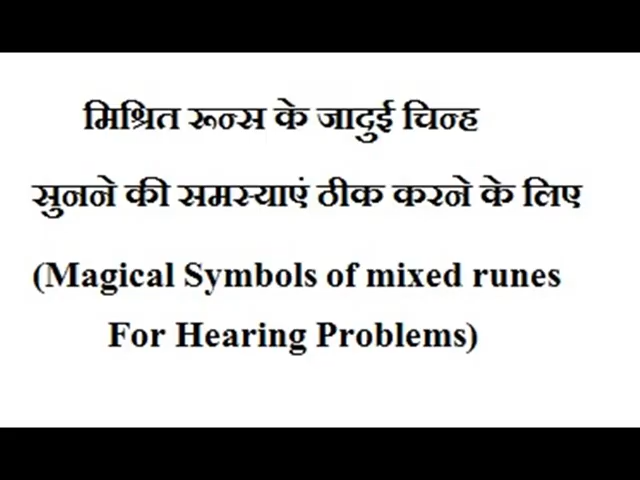 मिश्रित रून्स के जादुई चिन्ह
सुनने की समस्याएं ठीक करने के लिए
(Magical Symbols of mixed runes
For Hearing Problems)